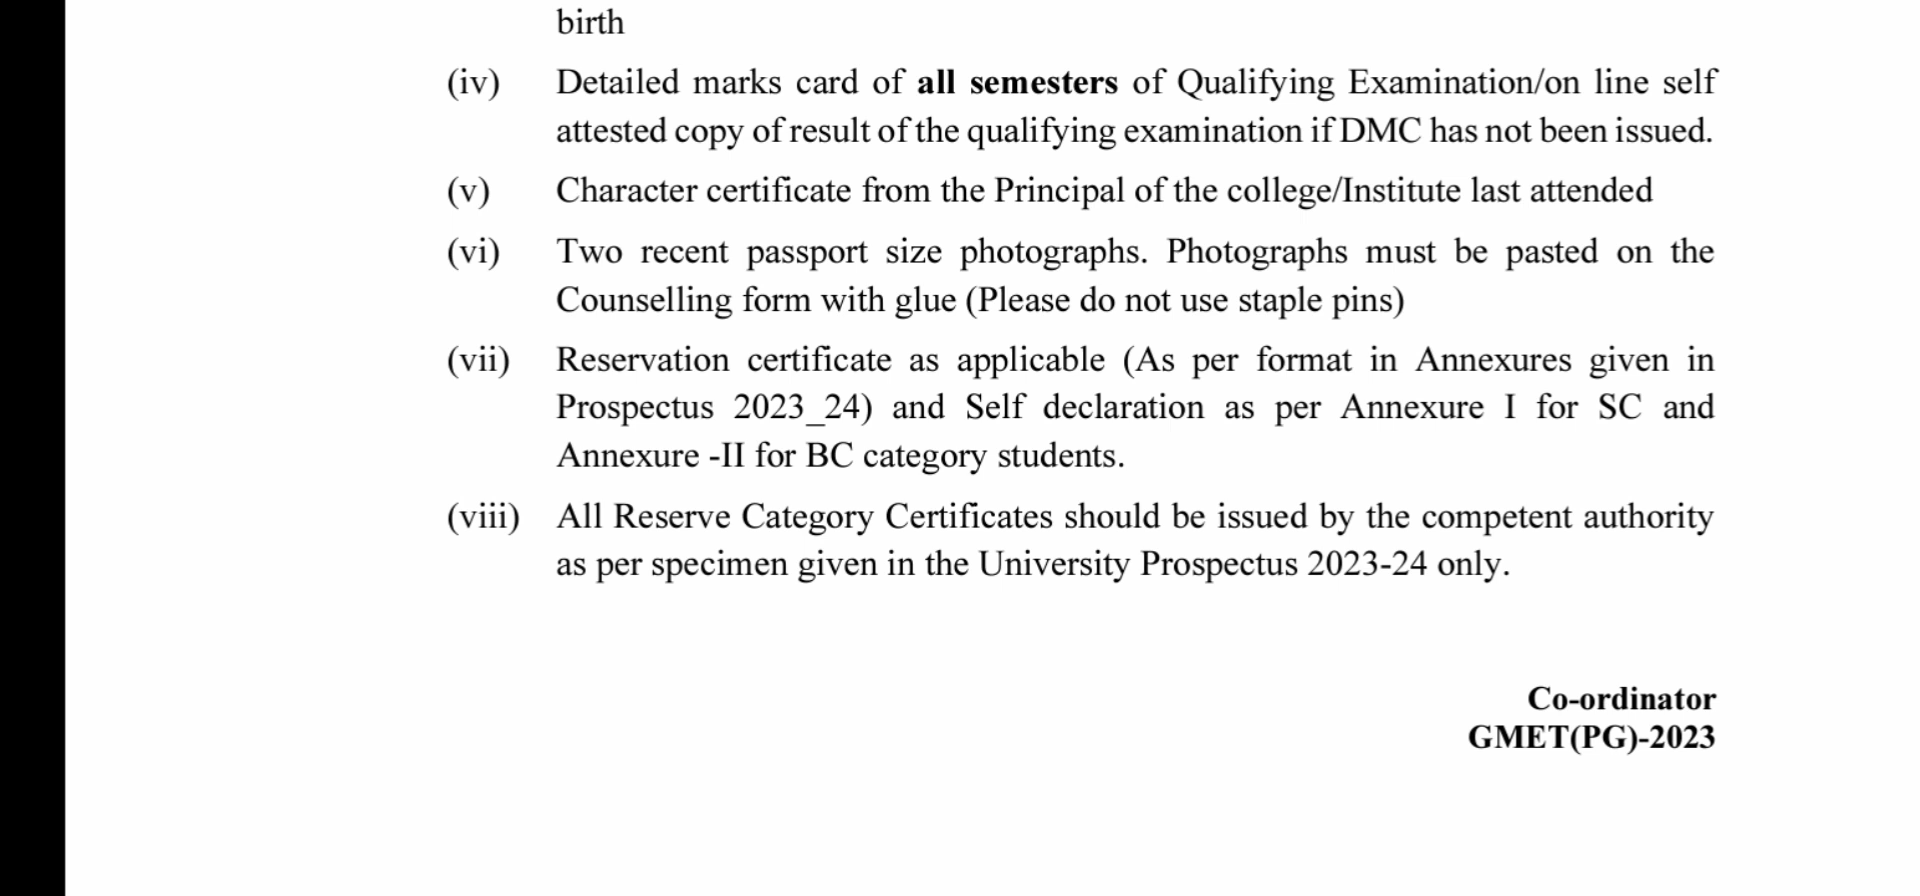 birth
(iv) Detailed marks card of all semesters of Qualifying Examination/on line self
attested copy of result of the qualifying examination if DMC has not been issued.
(v) Character certificate from the Principal of the college/Institute last attended
(vi) Two recent passport size photographs. Photographs must be pasted on the
Counselling form with glue (Please do not use staple pins)
(vii) Reservation certificate as applicable (As per format in Annexures given in
Prospectus 2023_24) and Self declaration as per Annexure I for SC and
Annexure -II for BC category students.
(viii) All Reserve Category Certificates should be issued by the competent authority
as per specimen given in the University Prospectus 2023-24 only.
Co-ordinator
GMET(PG)-2023